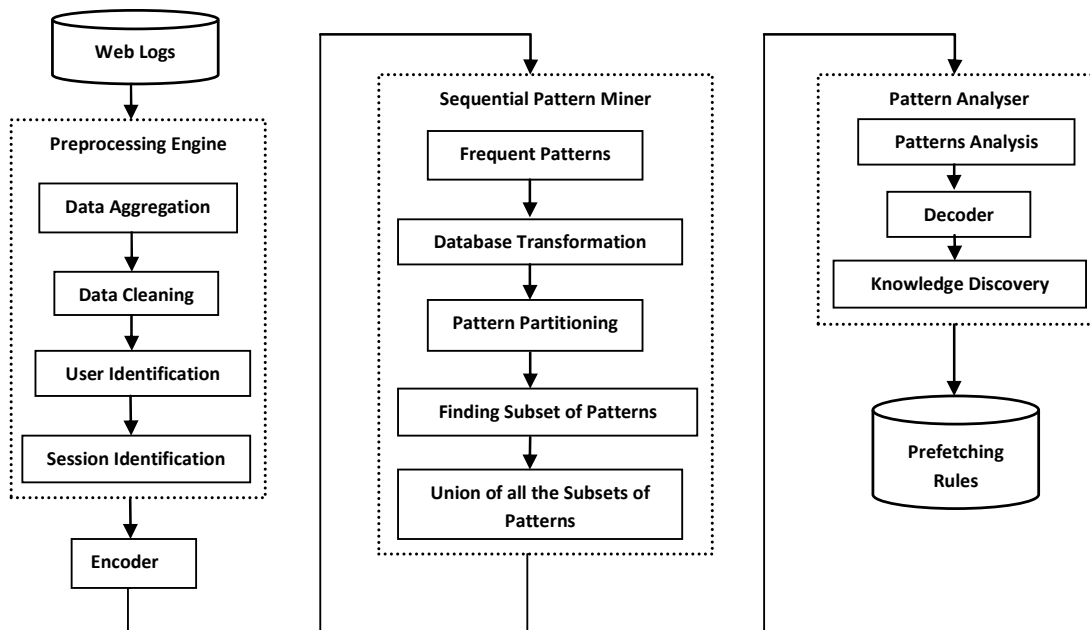 Web Logs
Preprocessing Engine
Data Aggregation
Data Cleaning
User Identification
Session Identification
Encoder
Sequential Pattern Miner
Frequent Patterns
Database Transformation
Pattern Partitioning
Finding Subset of Patterns
Union of all the Subsets of
Patterns
Pattern Analyser
Patterns Analysis
Decoder
Knowledge Discovery
Prefetching
Rules